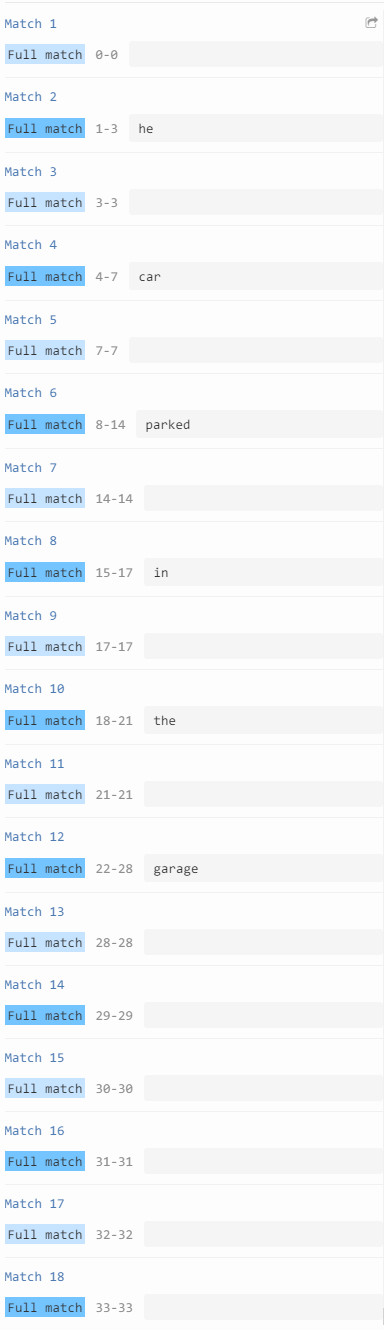 Match 1
Full match 0-0
Match 2
Full match 1-3 he
Match 3
Full match 3-3
Match 4
Full match 4-7 car
Match 5
Full match 7-7
Match 6
Full match 8-14 parked
Match 7
Full match 14-14
Match 8
Full match 15-17 in
Match 9
Full match 17-17
Match 10
Full match 18-21 the
Match 11
Full match 21-21
Match 12
Full match 22-28 garage
Match 13
Full match 28-28
Match 14
Full match 29-29
Match 15
Full match 30-30
Match 16
Full match 31-31
Match 17
Full match 32-32
Match 18
Full match 33-33